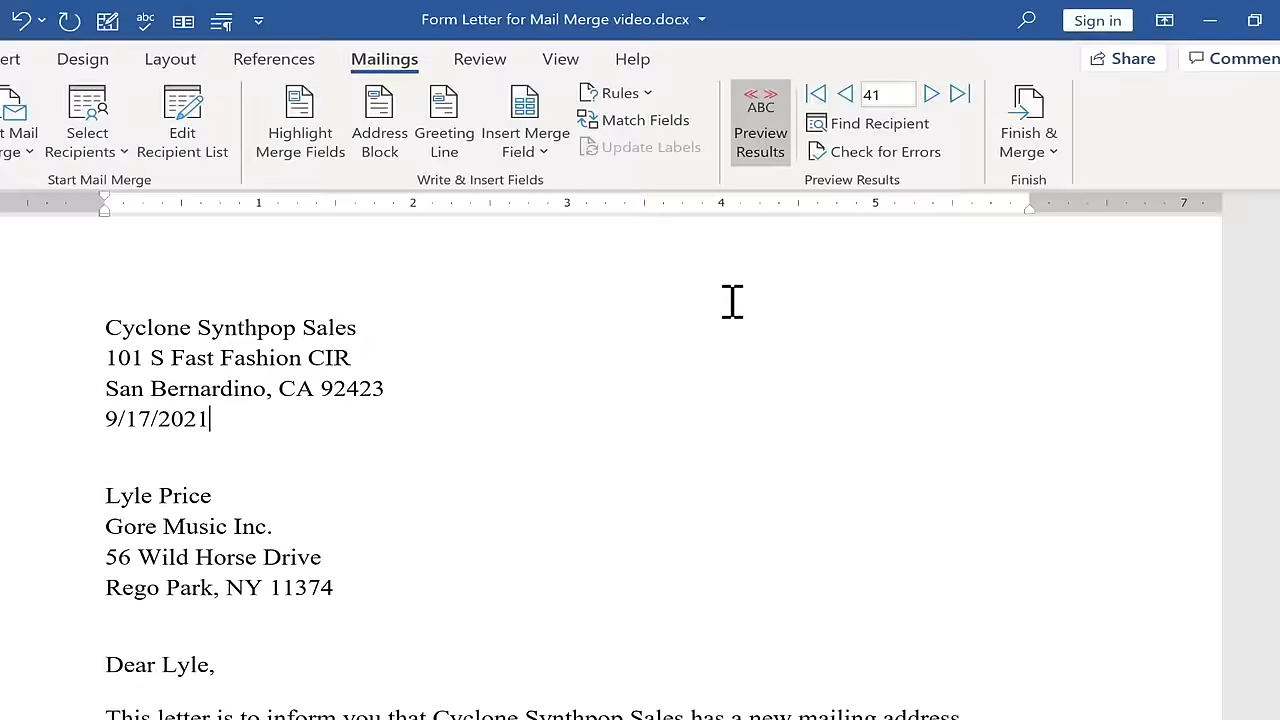 abc
Form Letter for Mail Merge video.docx
Sign in
ert Design Layout References Mailings Review View Help
Share
Commen
t Mail
rge
Select
Recipients
Edit
Recipient List
Start Mail Merge
Highlight
Merge Fields
Address
Block
Greeting
Line
Insert Merge
Field
Rules
Match Fields
Update Labels
Write & Insert Fields
ABC
Preview
Results
41
Find Recipient
Check for Errors
Preview Results
Finish &
Merge
Finish
1 2 3 4 5 7
Cyclone Synthpop Sales
101 S Fast Fashion CIR
San Bernardino, CA 92423
9/17/2021
Lyle Price
Gore Music Inc.
56 Wild Horse Drive
Rego Park, NY 11374
Dear Lyle,
This letter is to inform you that Cyclone Synthpop Sales has a new mailing address